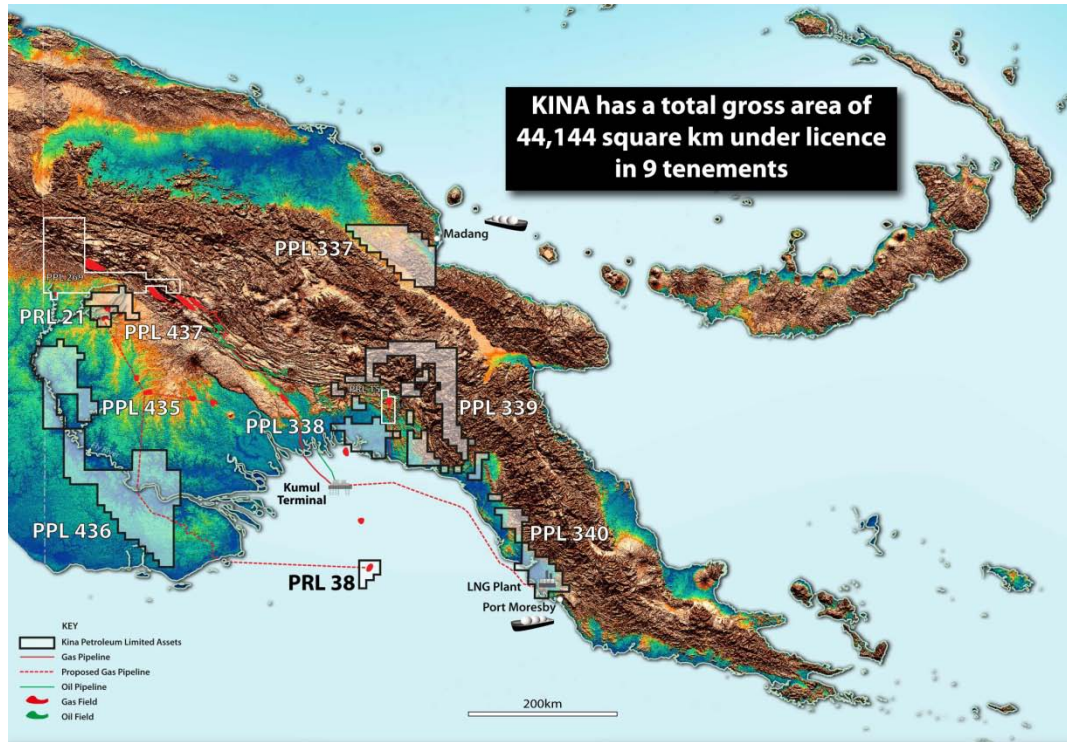 KINA has a total gross area of
44,144 square km under licence
in 9 tenements
Madang
PPL 337
PRL 21
PPL 437
PPL 435
PPL 338
PPL 339
Kumul
Terminal
PPL 436
PPL 340
PRL 38
LNG Plant
Port Moresby
KEY
Kina Petroleum Limited Assets
Gas Pipeline
Proposed Gas Pipeline
Oil Pipeline
Gas Field
Oil Field
200km